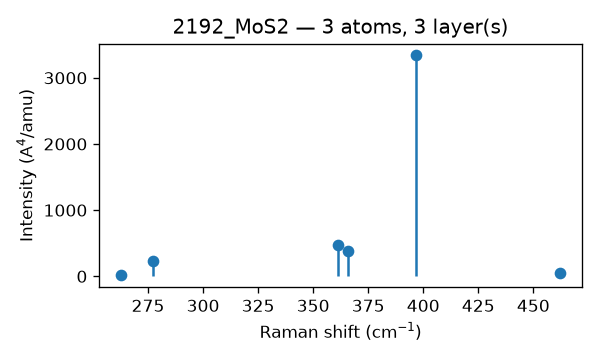 2192_MoS2 — 3 atoms, 3 layer(s)
Intensity (A⁴/amu)
3000
2000
1000
0
275 300 325 350 375 400 425 450
Raman shift (cm⁻¹)